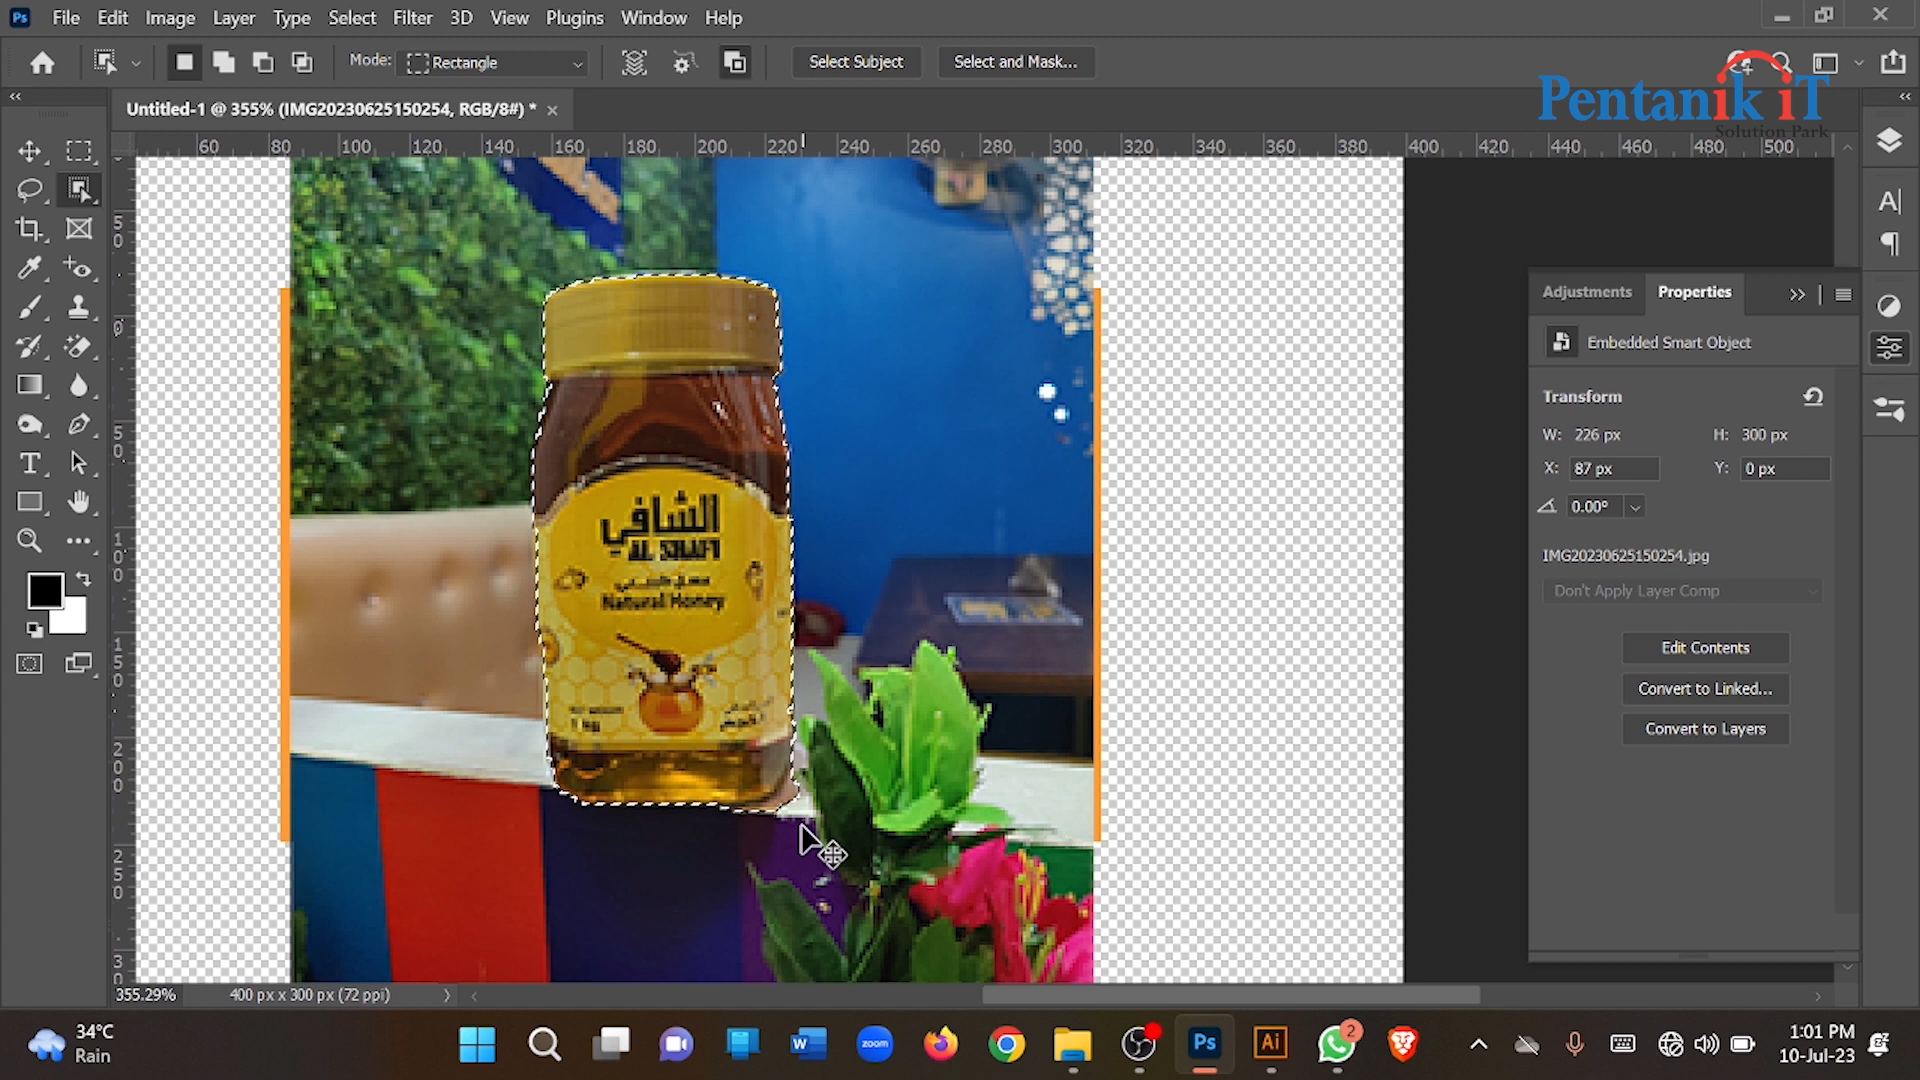 File Edit Image Layer Type Select Filter 3D View Plugins Window Help
Mode: Rectangle Select Subject Select and Mask...
Pentanik iT
Solution Park
Untitled-1 @ 355% (IMG20230625150254, RGB/8#) *
60 80 100 120 140 160 180 200 220 240 260 280 300 320 340 360 380 400 420 440 460 480 500
الشافي
AL SHAFI
Natural Honey
1 kg
Adjustments Properties
Embedded Smart Object
Transform
W: 226 px H: 300 px
X: 87 px Y: 0 px
0.00°
IMG20230625150254.jpg
Don't Apply Layer Comp
Edit Contents
Convert to Linked...
Convert to Layers
355.29% 400 px x 300 px (72 ppi)
34°C
Rain
W zoom Ps Ai 2
1:01 PM
10-Jul-23